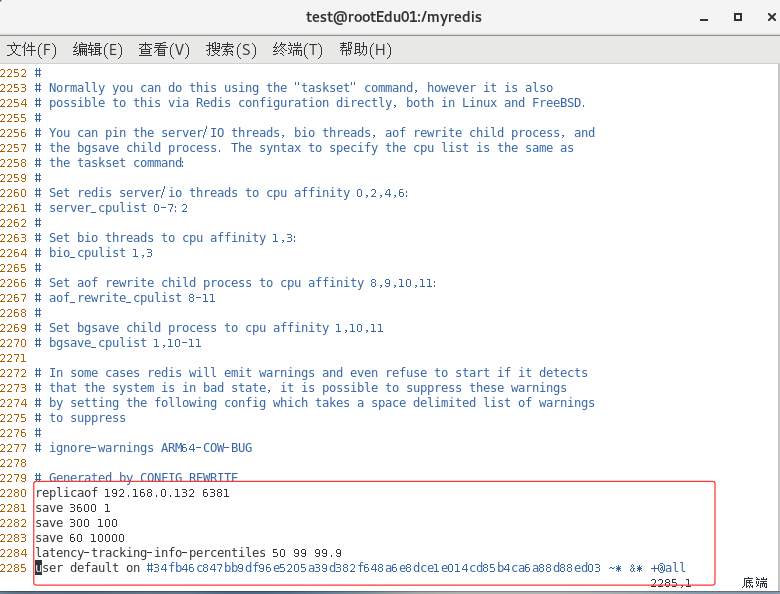 test@rootEdu01:/myredis
文件(F) 编辑(E) 查看(V) 搜索(S) 终端(T) 帮助(H)
2252 #
2253 # Normally you can do this using the "taskset" command, however it is also
2254 # possible to this via Redis configuration directly, both in Linux and FreeBSD.
2255 #
2256 # You can pin the server/IO threads, bio threads, aof rewrite child process, and
2257 # the bgsave child process. The syntax to specify the cpu list is the same as
2258 # the taskset command:
2259 #
2260 # Set redis server/io threads to cpu affinity 0,2,4,6:
2261 # server_cpulist 0-7:2
2262 #
2263 # Set bio threads to cpu affinity 1,3:
2264 # bio_cpulist 1,3
2265 #
2266 # Set aof rewrite child process to cpu affinity 8,9,10,11:
2267 # aof_rewrite_cpulist 8-11
2268 #
2269 # Set bgsave child process to cpu affinity 1,10,11
2270 # bgsave_cpulist 1,10-11
2271
2272 # In some cases redis will emit warnings and even refuse to start if it detects
2273 # that the system is in bad state, it is possible to suppress these warnings
2274 # by setting the following config which takes a space delimited list of warnings
2275 # to suppress
2276 #
2277 # ignore-warnings ARM64-COW-BUG
2278
2279 # Generated by CONFIG REWRITE
2280 replicaof 192.168.0.132 6381
2281 save 3600 1
2282 save 300 100
2283 save 60 10000
2284 latency-tracking-info-percentiles 50 99 99.9
2285 user default on #34fb46c847bb9df96e5205a39d382f648a6e8dce1e014cd85b4ca6a88d88ed03 ~* &* +@all
2285,1 底端